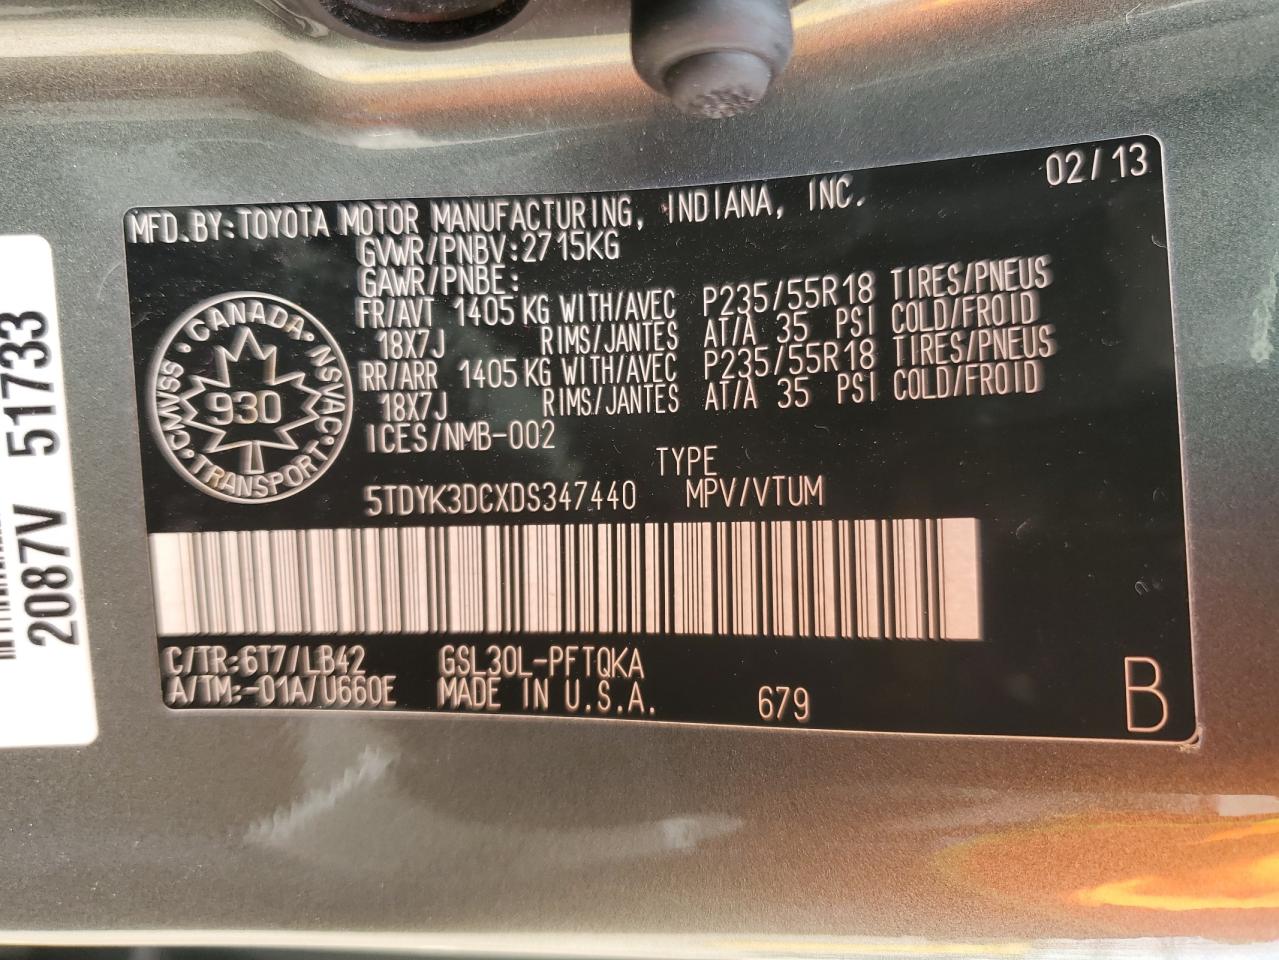 02/13
MFD.BY:TOYOTA MOTOR MANUFACTURING, INDIANA, INC.
GVWR/PNBV:2715KG
GAWR/PNBE:
FR/AVT 1405 KG WITH/AVEC P235/55R18 TIRES/PNEUS
18X7J RIMS/JANTES AT/A 35 PSI COLD/FROID
RR/ARR 1405 KG WITH/AVEC P235/55R18 TIRES/PNEUS
18X7J RIMS/JANTES AT/A 35 PSI COLD/FROID
ICES/NMB-002
TYPE
5TDYK3DCXDS347440 MPV/VTUM
CANADA
CMVSS · NSVAC
930
TRANSPORT
C/TR:6T7/LB42 GSL30L-PFTQKA
A/TM:-01A/U660E MADE IN U.S.A. 679
B
2087V 51733